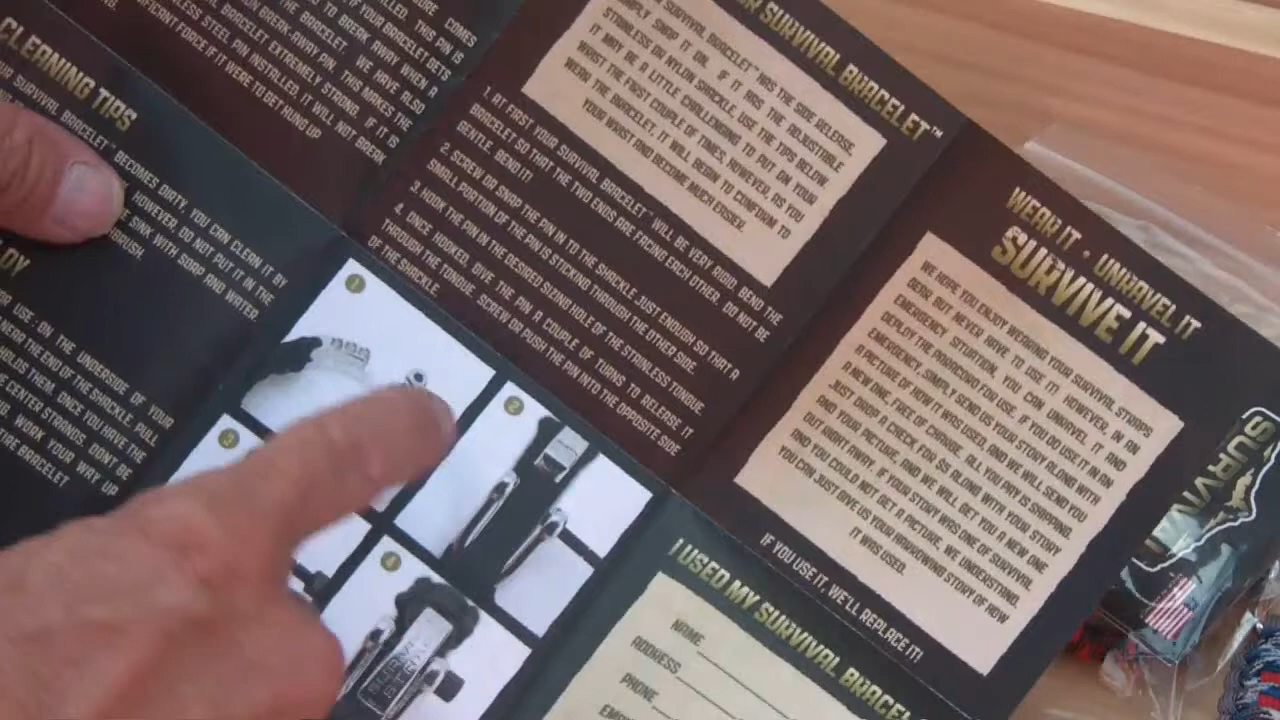 CLEANING TIPS
BECOMES DIRTY, YOU CAN CLEAN IT BY
HOWEVER, DO NOT PUT IT IN THE
SINK WITH SOAP AND WATER.
BRUSH.
USE: ON THE UNDERSIDE OF YOUR
NEAR THE END OF THE SHACKLE, PULL
THEM, ONCE YOU HAVE THE
CENTER STRANDS, DON'T BE
WORK YOUR WAY UP
BRACELET
COMES
THIS PIN IS
IF YOUR BRACELET GETS
TO BREAK AWAY WHEN A
THE BRACELET. WE HAVE ALSO
BREAK-AWAY PIN. THIS MAKES THE
BRACELET EXTREMELY STRONG. IF IT IS
STEEL PIN INSTALLED, IT WILL NOT BREAK
FORCE IF IT WERE TO GET HUNG UP
SURVIVAL BRACELET™
SURVIVAL BRACELET™ HAS THE SIDE RELEASE
SIMPLY SNAP IT ON. IF IT HAS THE ADJUSTABLE
STAINLESS OR NYLON SHACKLE, USE THE TIPS BELOW.
IT MAY BE A LITTLE CHALLENGING TO PUT ON YOUR
WRIST THE FIRST COUPLE OF TIMES, HOWEVER, AS YOU
WEAR THE BRACELET, IT WILL BEGIN TO CONFORM TO
YOUR WRIST AND BECOME MUCH EASIER.
1. AT FIRST YOUR SURVIVAL BRACELET™ WILL BE VERY RIGID. BEND THE
BRACELET SO THAT THE TWO ENDS ARE FACING EACH OTHER. DO NOT BE
GENTLE. BEND IT!
2. SCREW OR SNAP THE PIN IN TO THE SHACKLE JUST ENOUGH SO THAT A
SMALL PORTION OF THE PIN IS STICKING THROUGH THE OTHER SIDE.
3. HOOK THE PIN IN THE DESIRED SIZING HOLE OF THE STAINLESS TONGUE.
4. ONCE HOOKED, GIVE THE PIN A COUPLE OF TURNS TO RELEASE IT
THROUGH THE TONGUE. SCREW OR PUSH THE PIN INTO THE OPPOSITE SIDE
OF THE SHACKLE.
1
2
3
4
WEAR IT • UNRAVEL IT
SURVIVE IT
WE HOPE YOU ENJOY WEARING YOUR SURVIVAL STRAPS
GEAR BUT NEVER HAVE TO USE IT! HOWEVER, IN AN
EMERGENCY SITUATION, YOU CAN UNRAVEL IT AND
DEPLOY THE PARACORD FOR USE. IF YOU DO USE IT IN AN
EMERGENCY, SIMPLY SEND US YOUR STORY ALONG WITH
A PICTURE OF HOW IT WAS USED, AND WE WILL SEND YOU
A NEW ONE, FREE OF CHARGE. ALL YOU PAY IS SHIPPING.
JUST DROP A CHECK FOR $5 ALONG WITH YOUR STORY
AND YOUR PICTURE, AND WE WILL GET YOU A NEW ONE
OUT RIGHT AWAY. IF YOUR STORY WAS ONE OF SURVIVAL
AND YOU COULD NOT GET A PICTURE, WE UNDERSTAND.
YOU CAN JUST GIVE US YOUR HARROWING STORY OF HOW
IT WAS USED.
IF YOU USE IT, WE'LL REPLACE IT!
I USED MY SURVIVAL BRACEL
NAME
ADDRESS
PHONE